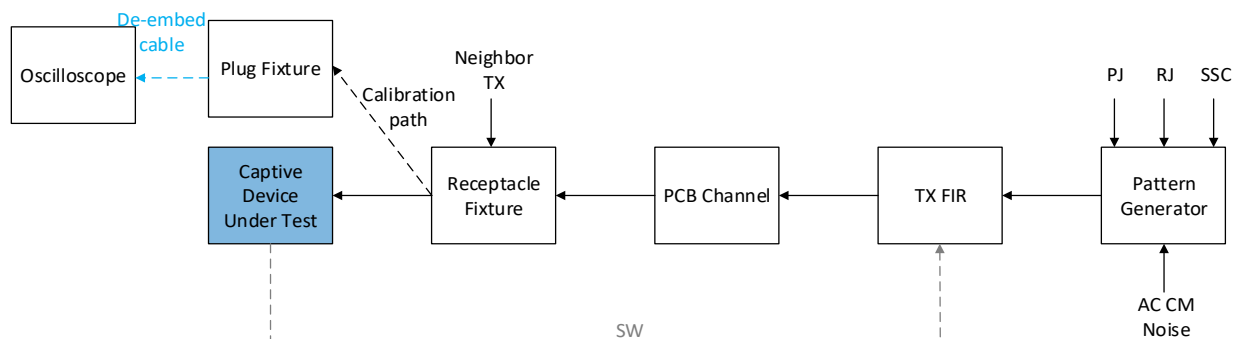 De-embed
cable
Oscilloscope
Plug Fixture
Neighbor
TX
Calibration
path
PJ
RJ
SSC
Captive
Device
Under Test
Receptacle
Fixture
PCB Channel
TX FIR
Pattern
Generator
SW
AC CM
Noise